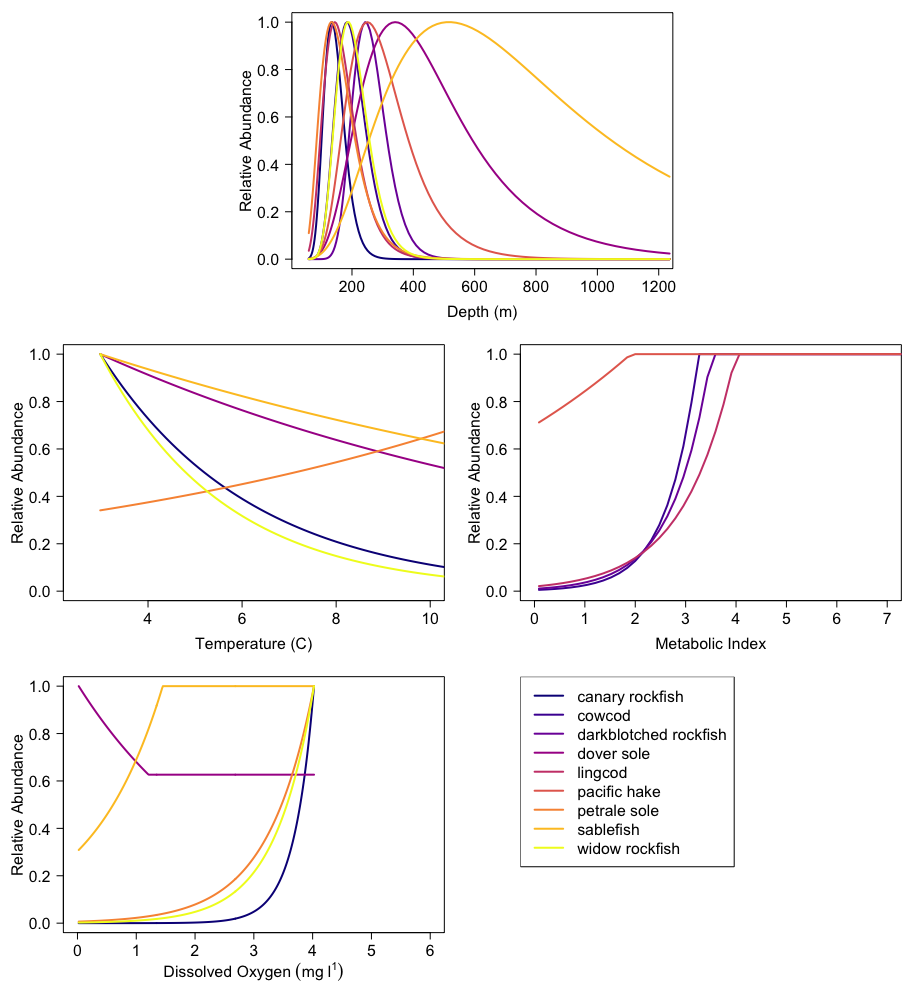 1.0
0.8
0.6
0.4
0.2
0.0
Relative Abundance
200 400 600 800 1000 1200
Depth (m)
1.0
0.8
0.6
0.4
0.2
0.0
Relative Abundance
4 6 8 10
Temperature (C)
1.0
0.8
0.6
0.4
0.2
0.0
Relative Abundance
0 1 2 3 4 5 6 7
Metabolic Index
1.0
0.8
0.6
0.4
0.2
0.0
Relative Abundance
0 1 2 3 4 5 6
Dissolved Oxygen (mg l¹)
canary rockfish
cowcod
darkblotched rockfish
dover sole
lingcod
pacific hake
petrale sole
sablefish
widow rockfish